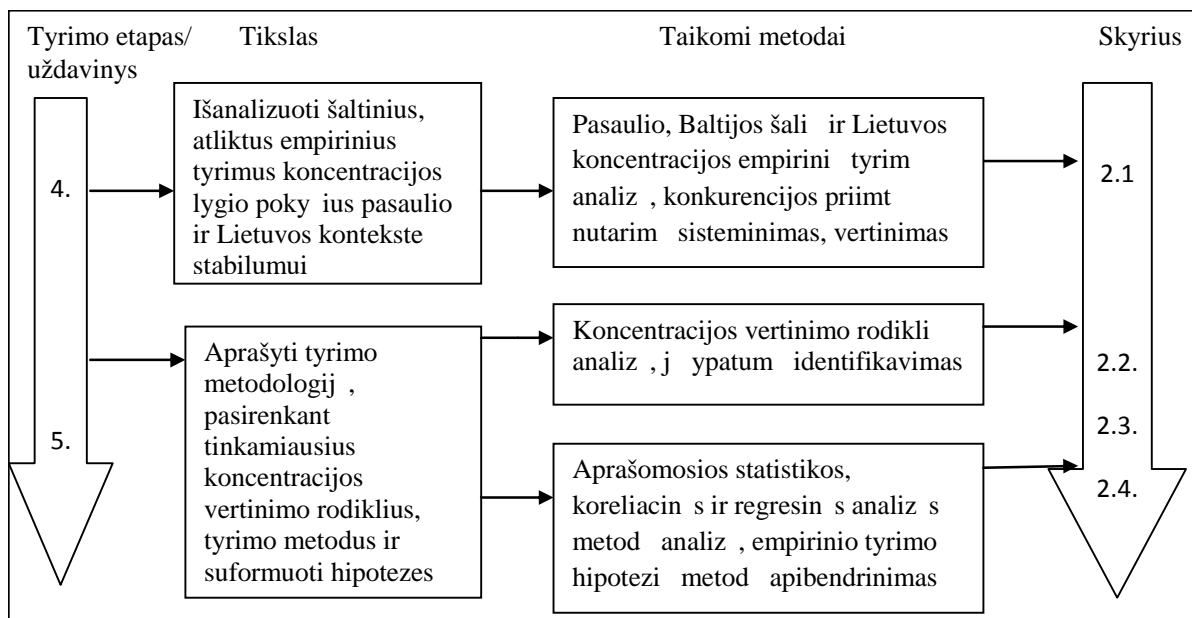 Tyrimo etapas/ Tikslas Taikomi metodai Skyrius
uždavinys
4.
Išanalizuoti šaltinius,
atliktus empirinius
tyrimus koncentracijos
lygio poky ius pasaulio
ir Lietuvos kontekste
stabilumui
Pasaulio, Baltijos šali ir Lietuvos
koncentracijos empirini tyrim
analiz , konkurencijos priimt
nutarim sisteminimas, vertinimas
2.1
5.
Aprašyti tyrimo
metodologij ,
pasirenkant
tinkamiausius
koncentracijos
vertinimo rodiklius,
tyrimo metodus ir
suformuoti hipotezes
Koncentracijos vertinimo rodikli
analiz , j ypatum identifikavimas
2.2.
2.3.
Aprašomosios statistikos,
koreliacin s ir regresin s analiz s
metod analiz , empirinio tyrimo
hipotezi metod apibendrinimas
2.4.